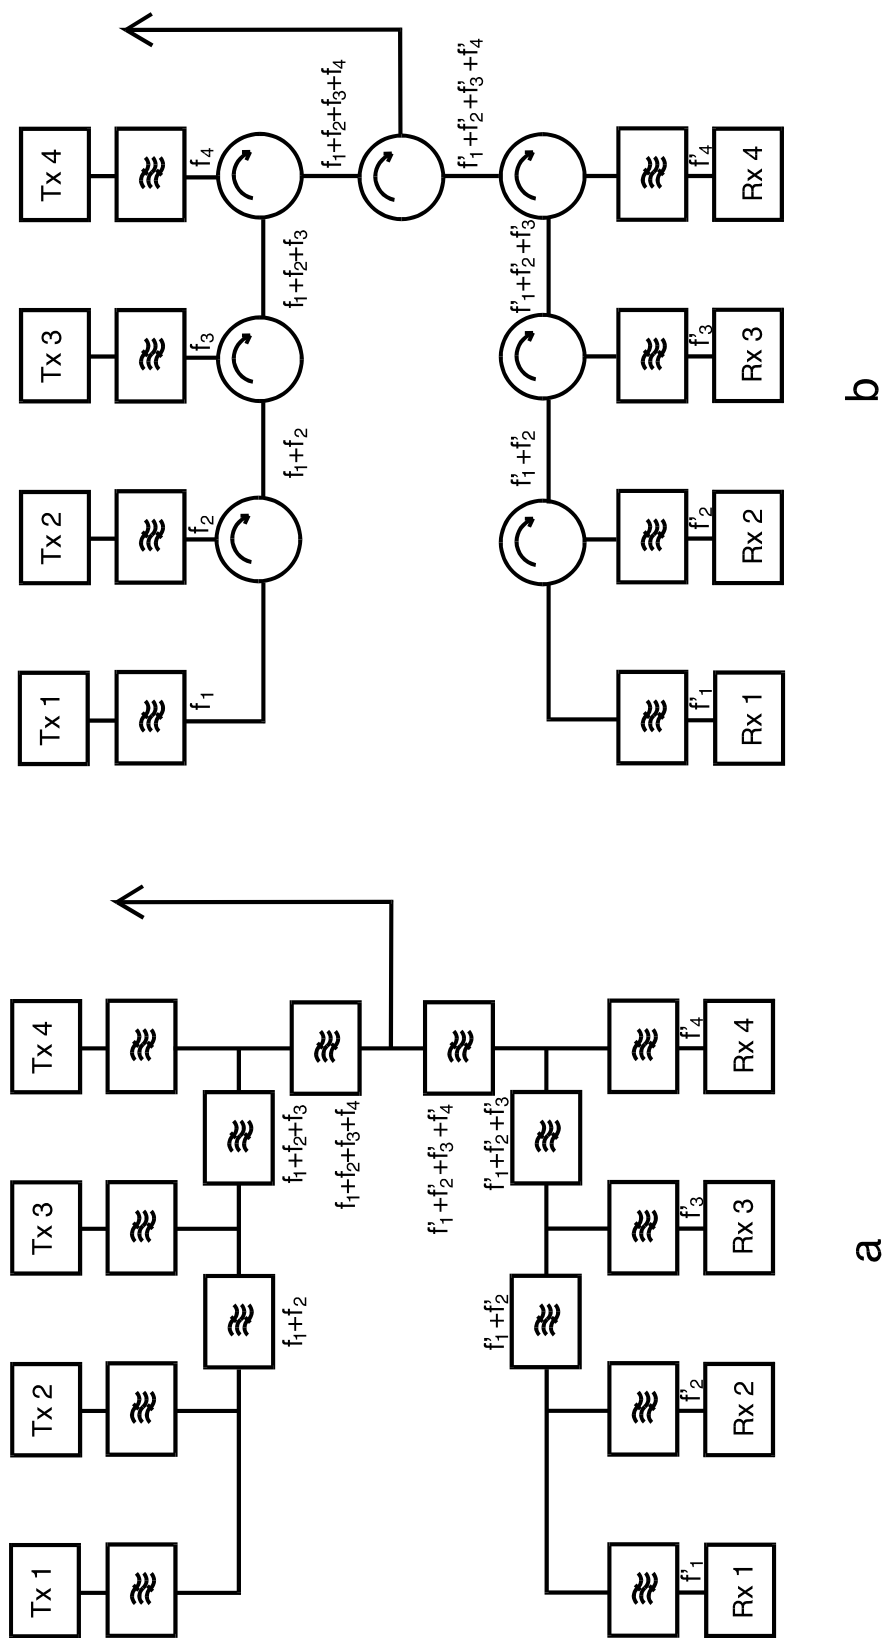 Tx 1
Tx 2
Tx 3
Tx 4
f₁+f₂
f₁+f₂+f₃
f₁+f₂+f₃+f₄
f'₁+f'₂+f'₃+f'₄
f'₁+f'₂
f'₁+f'₂+f'₃
f'₁
f'₂
f'₃
f'₄
Rx 1
Rx 2
Rx 3
Rx 4
a
Tx 1
Tx 2
Tx 3
Tx 4
f₁
f₂
f₃
f₄
f₁+f₂
f₁+f₂+f₃
f₁+f₂+f₃+f₄
f'₁+f'₂+f'₃+f'₄
f'₁+f'₂
f'₁+f'₂+f'₃
f'₁
f'₂
f'₃
f'₄
Rx 1
Rx 2
Rx 3
Rx 4
b